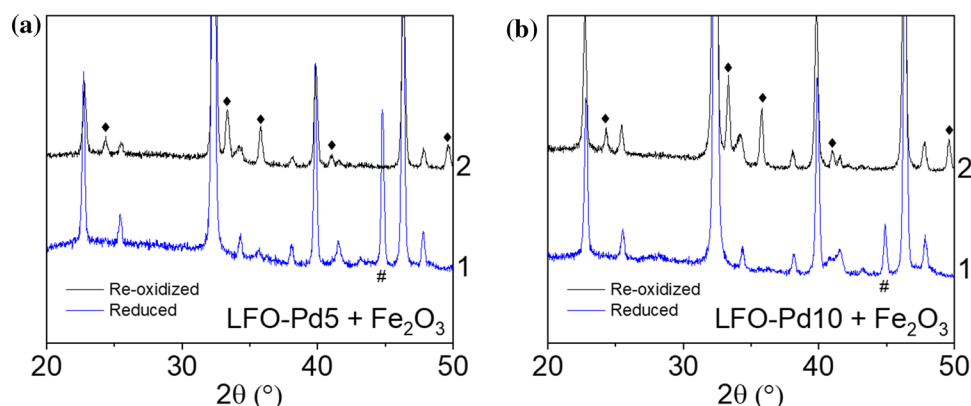 (a)
2
1
#
Re-oxidized
Reduced
LFO-Pd5 + Fe₂O₃
20 30 40 50
2θ (°)
(b)
2
1
#
Re-oxidized
Reduced
LFO-Pd10 + Fe₂O₃
20 30 40 50
2θ (°)